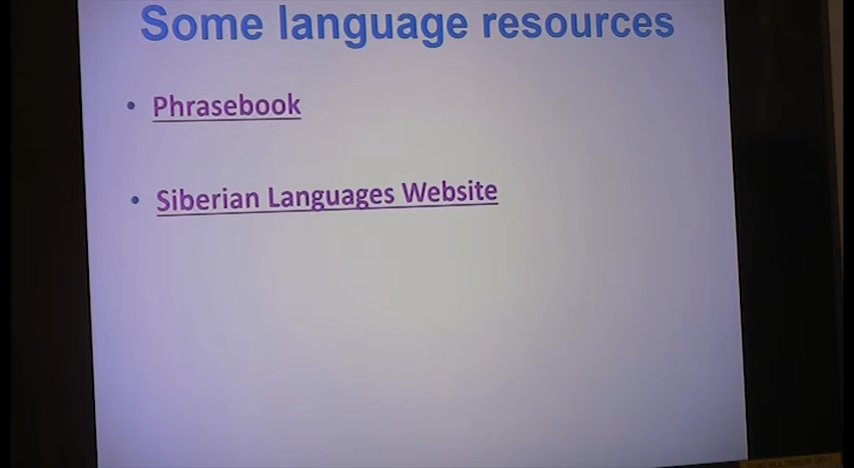 Some language resources
• Phrasebook
• Siberian Languages Website